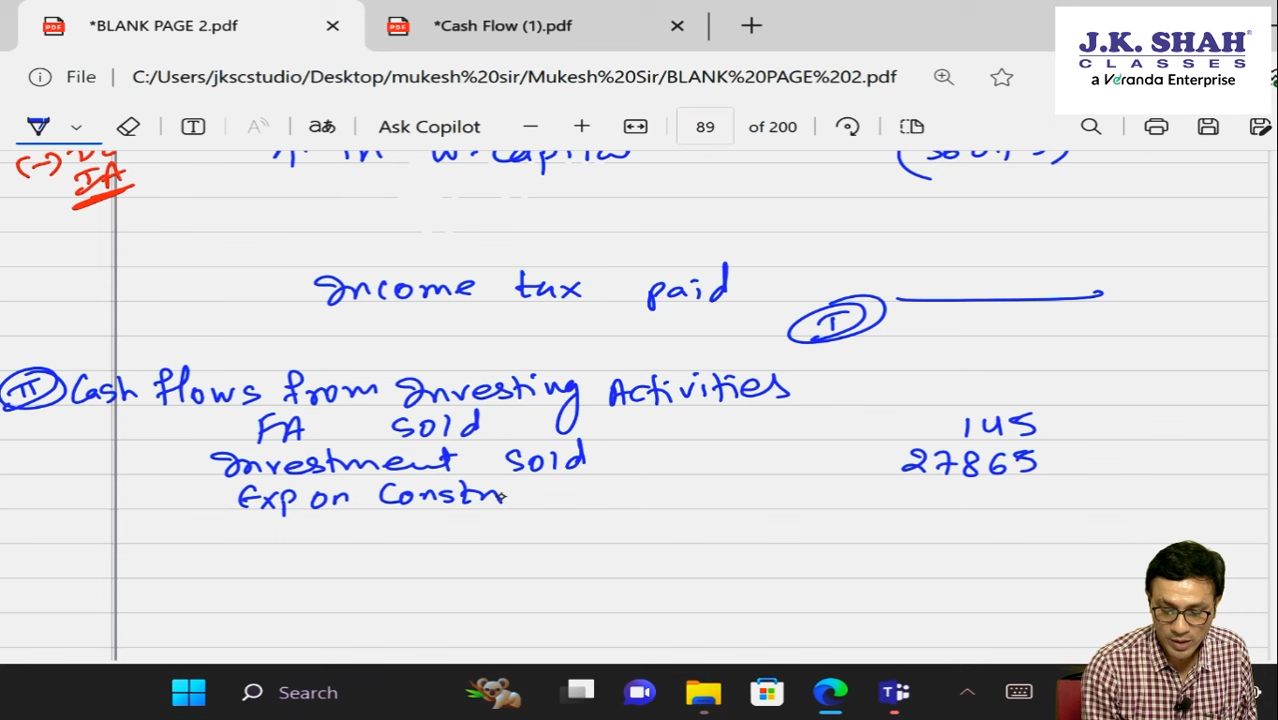 *BLANK PAGE 2.pdf
*Cash Flow (1).pdf
J.K. SHAH®
CLASSES
a Veranda Enterprise
File
C:/Users/jkscstudio/Desktop/mukesh%20sir/Mukesh%20Sir/BLANK%20PAGE%202.pdf
Ask Copilot
89 of 200
(-)
IA
Income tax paid
I
II Cash flows from Investing Activities
FA sold 145
Investment sold 27865
Exp on Constn
Search